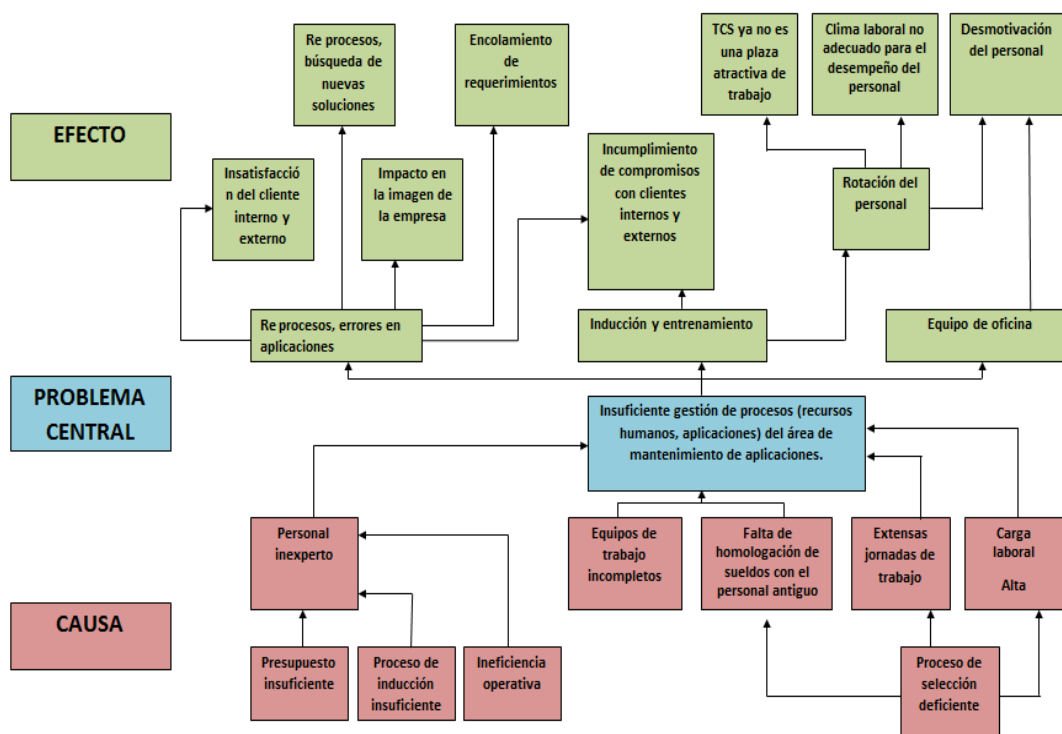 Re procesos,
búsqueda de
nuevas
soluciones
Encolamiento
de
requerimientos
TCS ya no es
una plaza
atractiva de
trabajo
Clima laboral no
adecuado para el
desempeño del
personal
Desmotivación
del personal
EFECTO
Insatisfacció
n del cliente
interno y
externo
Impacto en
la imagen de
la empresa
Incumplimiento
de compromisos
con clientes
internos y
externos
Rotación del
personal
Re procesos, errores en
aplicaciones
Inducción y entrenamiento
Equipo de oficina
PROBLEMA
CENTRAL
Insuficiente gestión de procesos (recursos
humanos, aplicaciones) del área de
mantenimiento de aplicaciones.
Personal
inexperto
Equipos de
trabajo
incompletos
Falta de
homologación de
sueldos con el
personal antiguo
Extensas
jornadas de
trabajo
Carga
laboral
Alta
CAUSA
Presupuesto
insuficiente
Proceso de
inducción
insuficiente
Ineficiencia
operativa
Proceso de
selección
deficiente